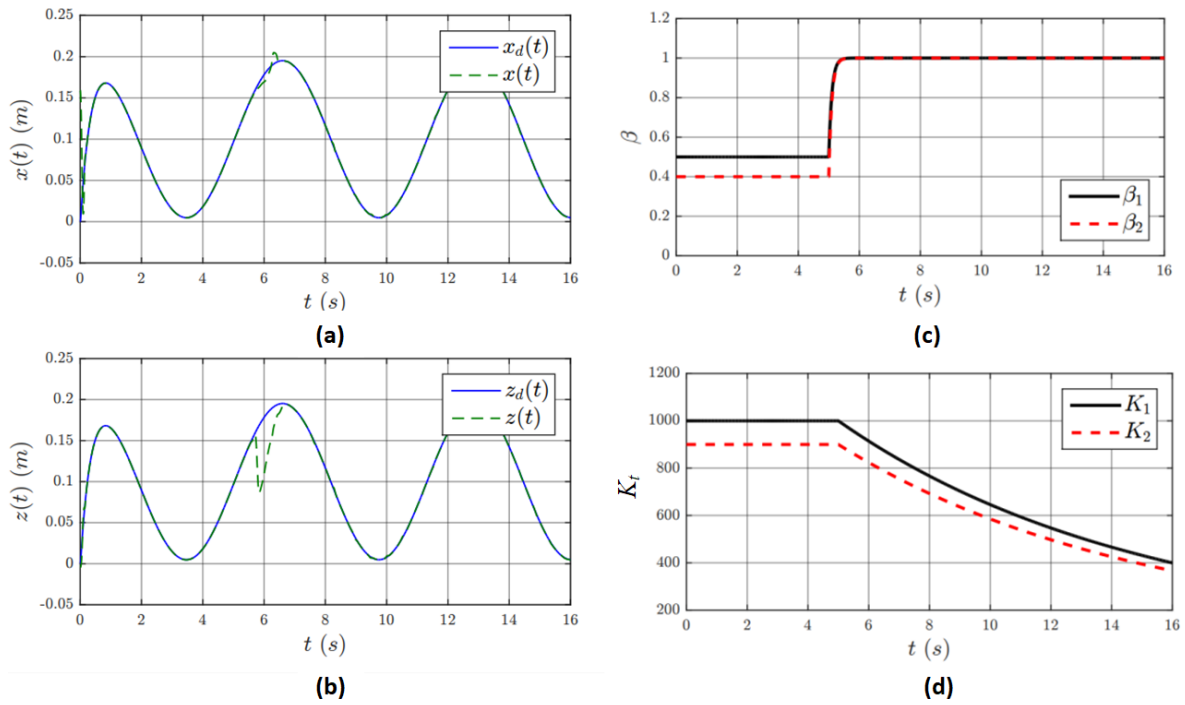 0.25
0.2
0.15
0.1
0.05
0
-0.05
x(t) (m)
x_d(t)
x(t)
0 2 4 6 8 10 12 14 16
t (s)
(a)
1.2
1
0.8
0.6
0.4
0.2
0
β
β₁
β₂
0 2 4 6 8 10 12 14 16
t (s)
(c)
0.25
0.2
0.15
0.1
0.05
0
-0.05
z(t) (m)
z_d(t)
z(t)
0 2 4 6 8 10 12 14 16
t (s)
(b)
1200
1000
800
600
400
200
K_t
K₁
K₂
0 2 4 6 8 10 12 14 16
t (s)
(d)